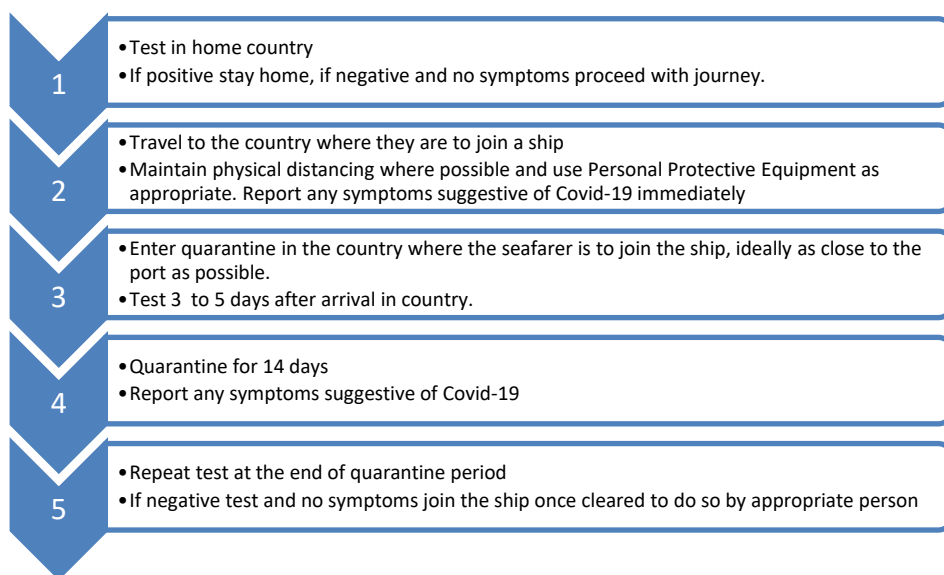 1
•Test in home country
•If positive stay home, if negative and no symptoms proceed with journey.
2
•Travel to the country where they are to join a ship
•Maintain physical distancing where possible and use Personal Protective Equipment as
appropriate. Report any symptoms suggestive of Covid-19 immediately
3
•Enter quarantine in the country where the seafarer is to join the ship, ideally as close to the
port as possible.
•Test 3  to 5 days after arrival in country.
4
•Quarantine for 14 days
•Report any symptoms suggestive of Covid-19
5
•Repeat test at the end of quarantine period
•If negative test and no symptoms join the ship once cleared to do so by appropriate person